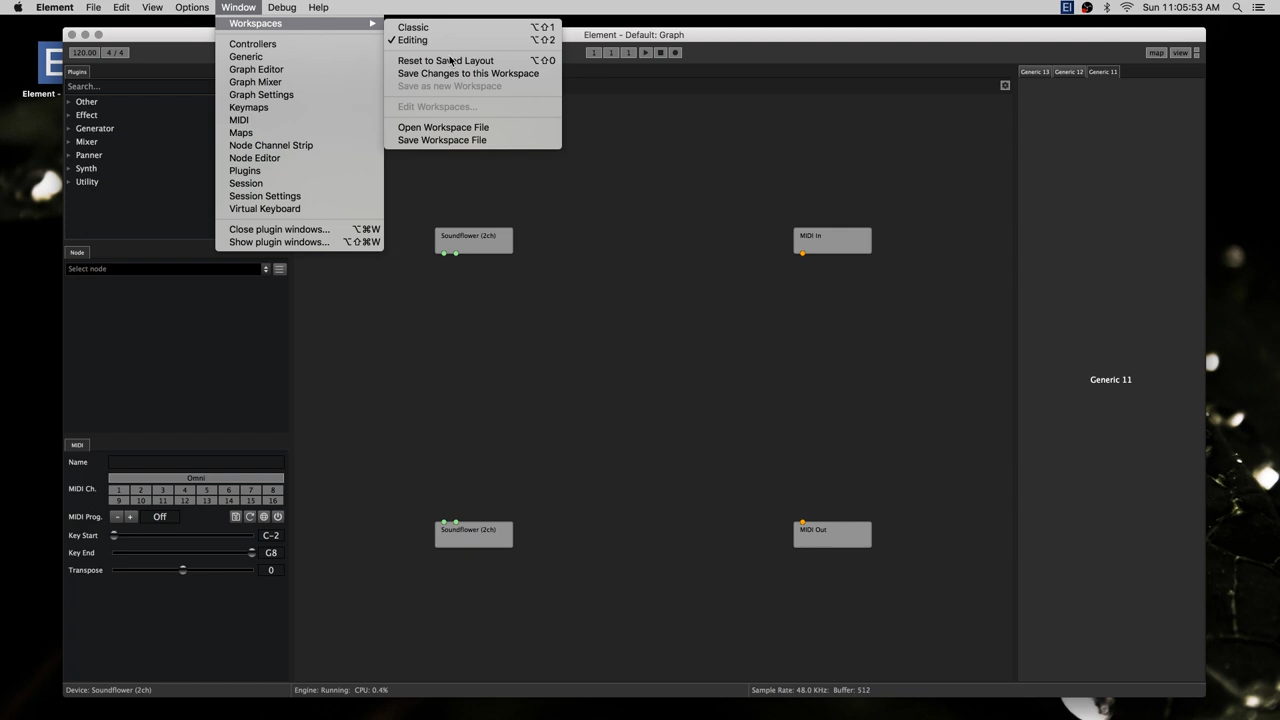 Element File Edit View Options Window Debug Help
EI Sun 11:05:53 AM
Element - Default: Graph
120.00 4 / 4
1 1 1
map view
Workspaces
Controllers
Generic
Graph Editor
Graph Mixer
Graph Settings
Keymaps
MIDI
Maps
Node Channel Strip
Node Editor
Plugins
Session
Session Settings
Virtual Keyboard
Close plugin windows... ⌥⌘W
Show plugin windows... ⌥⇧⌘W
Classic ⌥⇧1
✓ Editing ⌥⇧2
Reset to Saved Layout ⌥⇧0
Save Changes to this Workspace
Save as new Workspace
Edit Workspaces...
Open Workspace File
Save Workspace File
E
Element -
Plugins
Search...
Other
Effect
Generator
Mixer
Panner
Synth
Utility
Node
Select node
MIDI
Name
Omni
MIDI Ch. 1 2 3 4 5 6 7 8
9 10 11 12 13 14 15 16
MIDI Prog. - + Off
Key Start C-2
Key End G8
Transpose 0
Soundflower (2ch)
MIDI In
Soundflower (2ch)
MIDI Out
Generic 13 Generic 12 Generic 11
Generic 11
Device: Soundflower (2ch) Engine: Running: CPU: 0.4% Sample Rate: 48.0 KHz: Buffer: 512